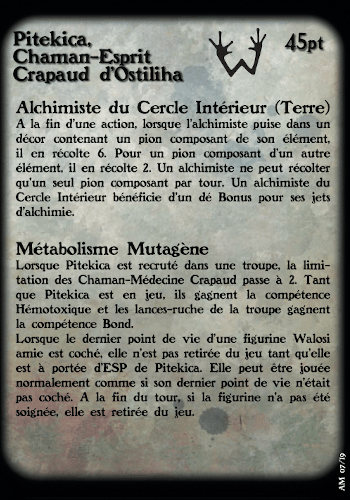 Pitekica,
Chaman-Esprit
Crapaud d'Ostiliha
45pt
Alchimiste du Cercle Intérieur (Terre)
A la fin d'une action, lorsque l'alchimiste puise dans un
décor contenant un pion composant de son élément,
il en récolte 6. Pour un pion composant d'un autre
élément, il en récolte 2. Un alchimiste ne peut récolter
qu'un seul pion composant par tour. Un alchimiste du
Cercle Intérieur bénéficie d'un dé Bonus pour ses jets
d'alchimie.
Métabolisme Mutagène
Lorsque Pitekica est recruté dans une troupe, la limi-
tation des Chaman-Médecine Crapaud passe à 2. Tant
que Pitekica est en jeu, ils gagnent la compétence
Hémotoxique et les lances-ruche de la troupe gagnent
la compétence Bond.
Lorsque le dernier point de vie d'une figurine Walosi
amie est coché, elle n'est pas retirée du jeu tant qu'elle
est à portée d'ESP de Pitekica. Elle peut être jouée
normalement comme si son dernier point de vie n'était
pas coché. A la fin du tour, si la figurine n'a pas été
soignée, elle est retirée du jeu.
AM 07/19